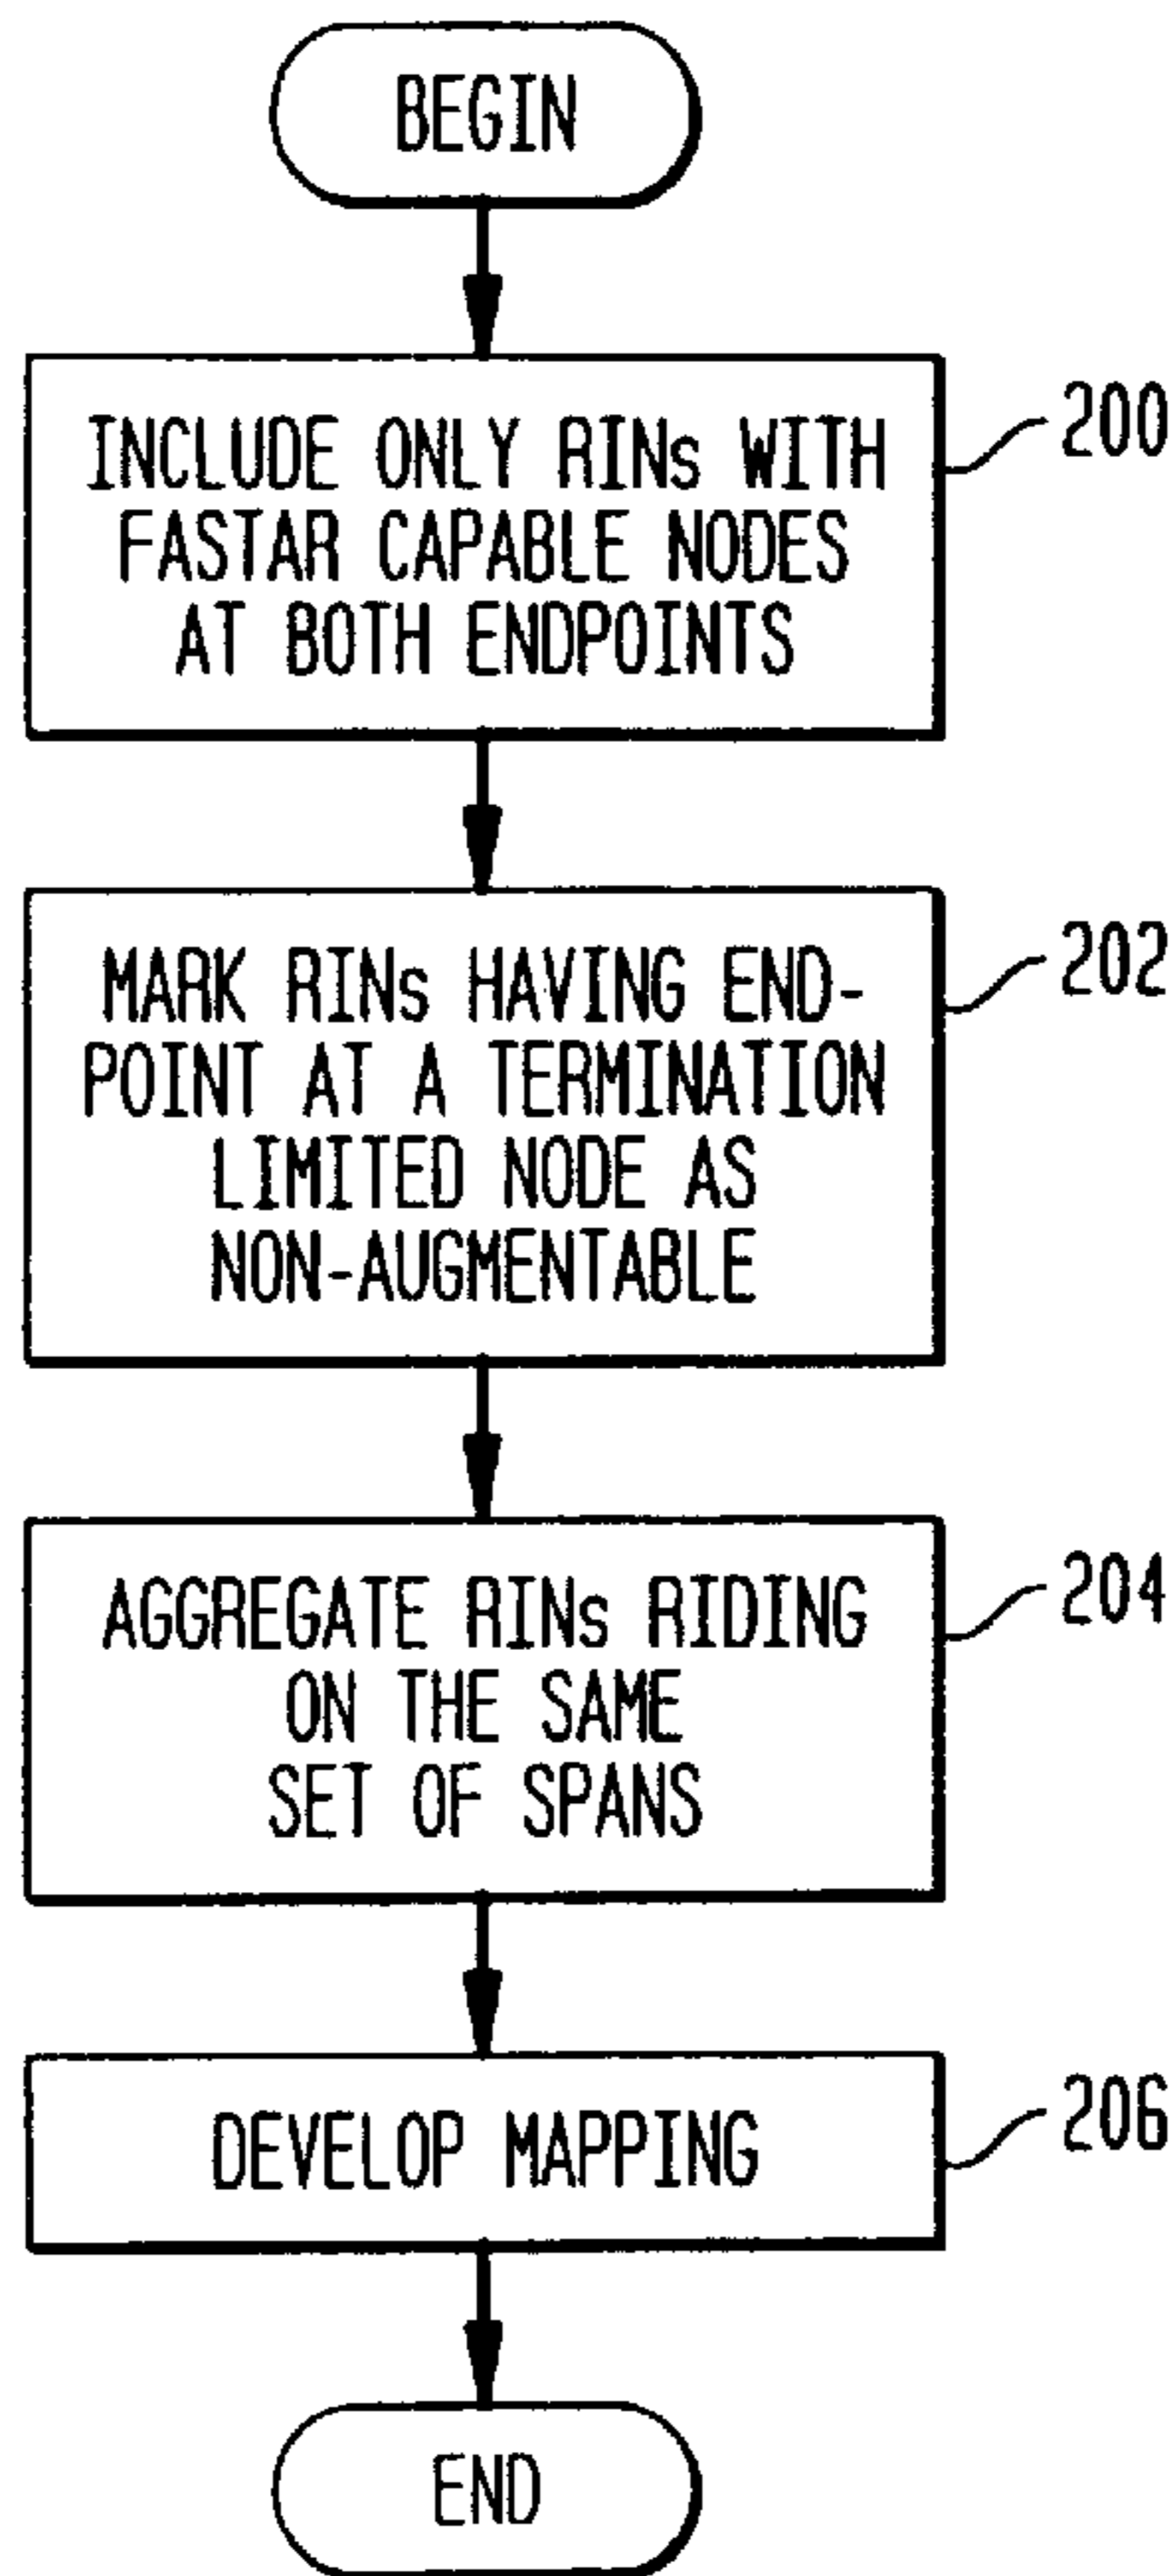 BEGIN
INCLUDE ONLY RINs WITH
FASTAR CAPABLE NODES
AT BOTH ENDPOINTS
200
MARK RINs HAVING END-
POINT AT A TERMINATION
LIMITED NODE AS
NON-AUGMENTABLE
202
AGGREGATE RINs RIDING
ON THE SAME
SET OF SPANS
204
DEVELOP MAPPING
206
END